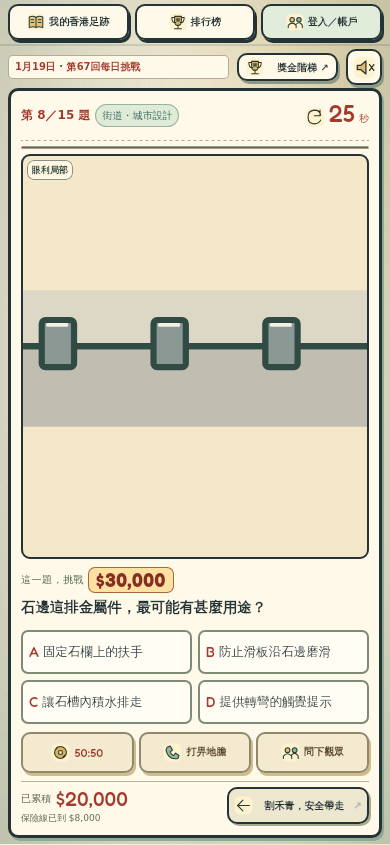 我的香港足跡
排行榜
登入／帳戶
1月19日・第67回每日挑戰
獎金階梯 ↗
第 8／15 題
街道・城市設計
25 秒
眼利局部
這一題，挑戰 $30,000
石邊這排金屬件，最可能有甚麼用途？
A 固定石欄上的扶手
B 防止滑板沿石邊磨滑
C 讓石槽內積水排走
D 提供轉彎的觸覺提示
50:50
打畀地膽
問下觀眾
已累積 $20,000
保險線已到 $8,000
割禾青，安全帶走 ↗